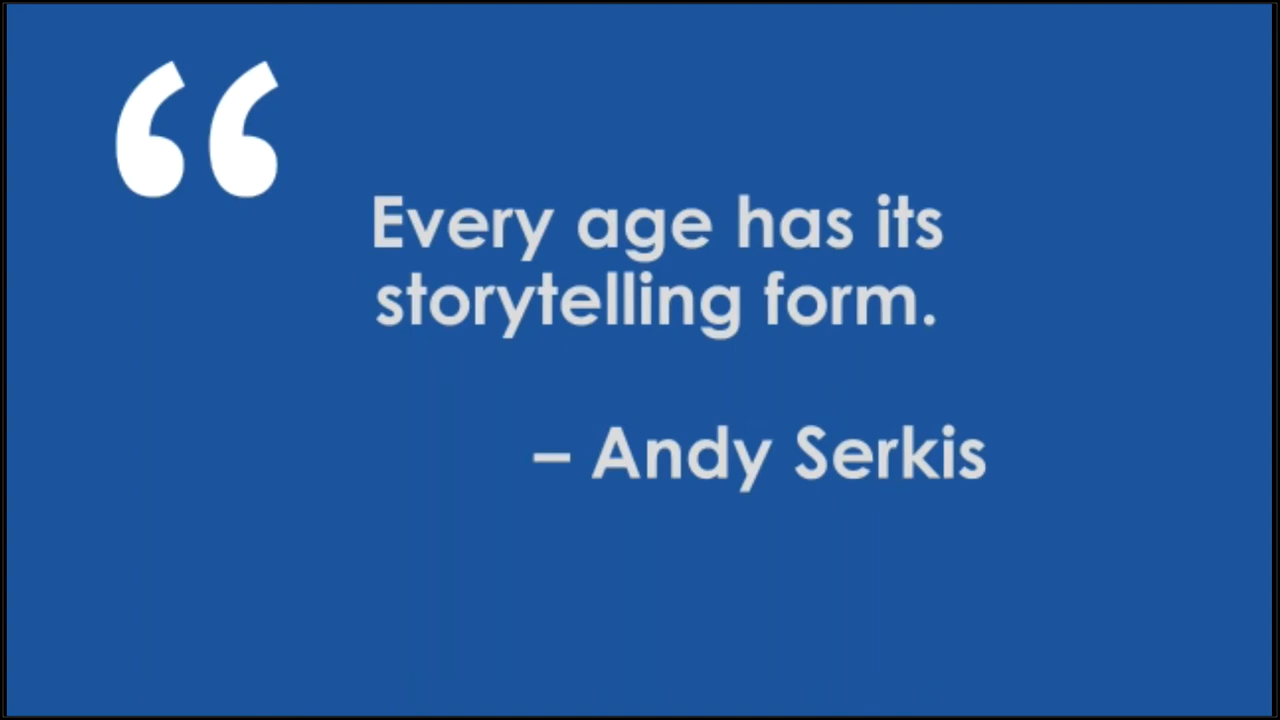 “
Every age has its
storytelling form.
– Andy Serkis